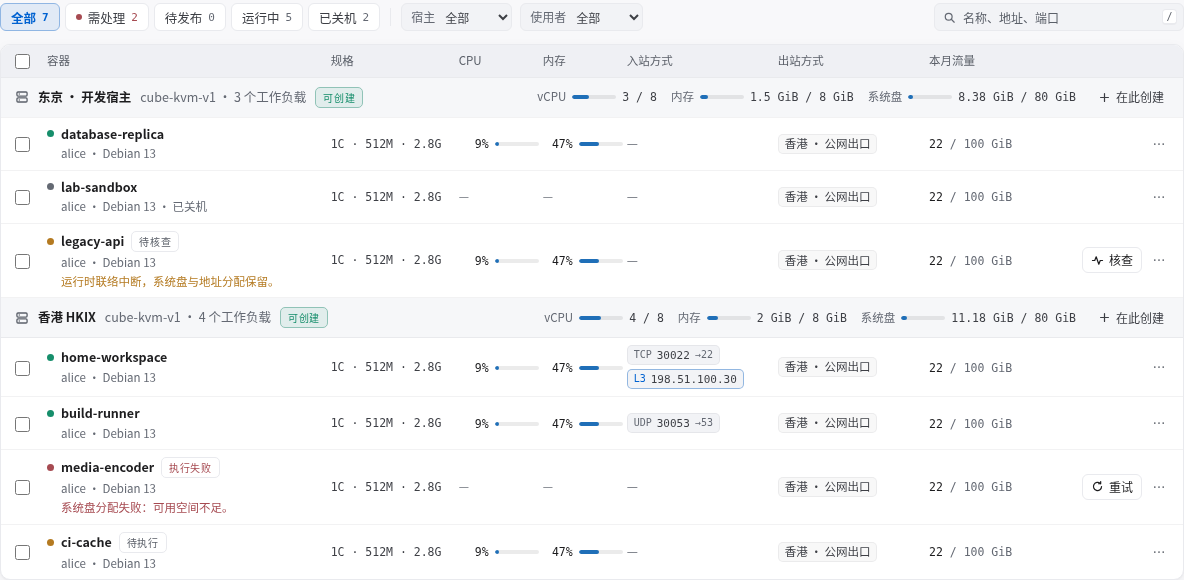 全部 7 需处理 2 待发布 0 运行中 5 已关机 2 宿主 全部 使用者 全部 名称、地址、端口 /
容器 规格 CPU 内存 入站方式 出站方式 本月流量
东京 · 开发宿主 cube-kvm-v1 · 3 个工作负载 可创建 vCPU 3 / 8 内存 1.5 GiB / 8 GiB 系统盘 8.38 GiB / 80 GiB + 在此创建
database-replica
alice · Debian 13
1C · 512M · 2.8G 9% 47% — 香港 · 公网出口 22 / 100 GiB ···
lab-sandbox
alice · Debian 13 · 已关机
1C · 512M · 2.8G — — — 香港 · 公网出口 22 / 100 GiB ···
legacy-api 待核查
alice · Debian 13
运行时联络中断，系统盘与地址分配保留。
1C · 512M · 2.8G 9% 47% — 香港 · 公网出口 22 / 100 GiB 核查 ···
香港 HKIX cube-kvm-v1 · 4 个工作负载 可创建 vCPU 4 / 8 内存 2 GiB / 8 GiB 系统盘 11.18 GiB / 80 GiB + 在此创建
home-workspace
alice · Debian 13
1C · 512M · 2.8G 9% 47% TCP 30022 →22
L3 198.51.100.30
香港 · 公网出口 22 / 100 GiB ···
build-runner
alice · Debian 13
1C · 512M · 2.8G 9% 47% UDP 30053 →53 香港 · 公网出口 22 / 100 GiB ···
media-encoder 执行失败
alice · Debian 13
系统盘分配失败：可用空间不足。
1C · 512M · 2.8G — — — 香港 · 公网出口 22 / 100 GiB 重试 ···
ci-cache 待执行
alice · Debian 13
1C · 512M · 2.8G 9% 47% — 香港 · 公网出口 22 / 100 GiB ···